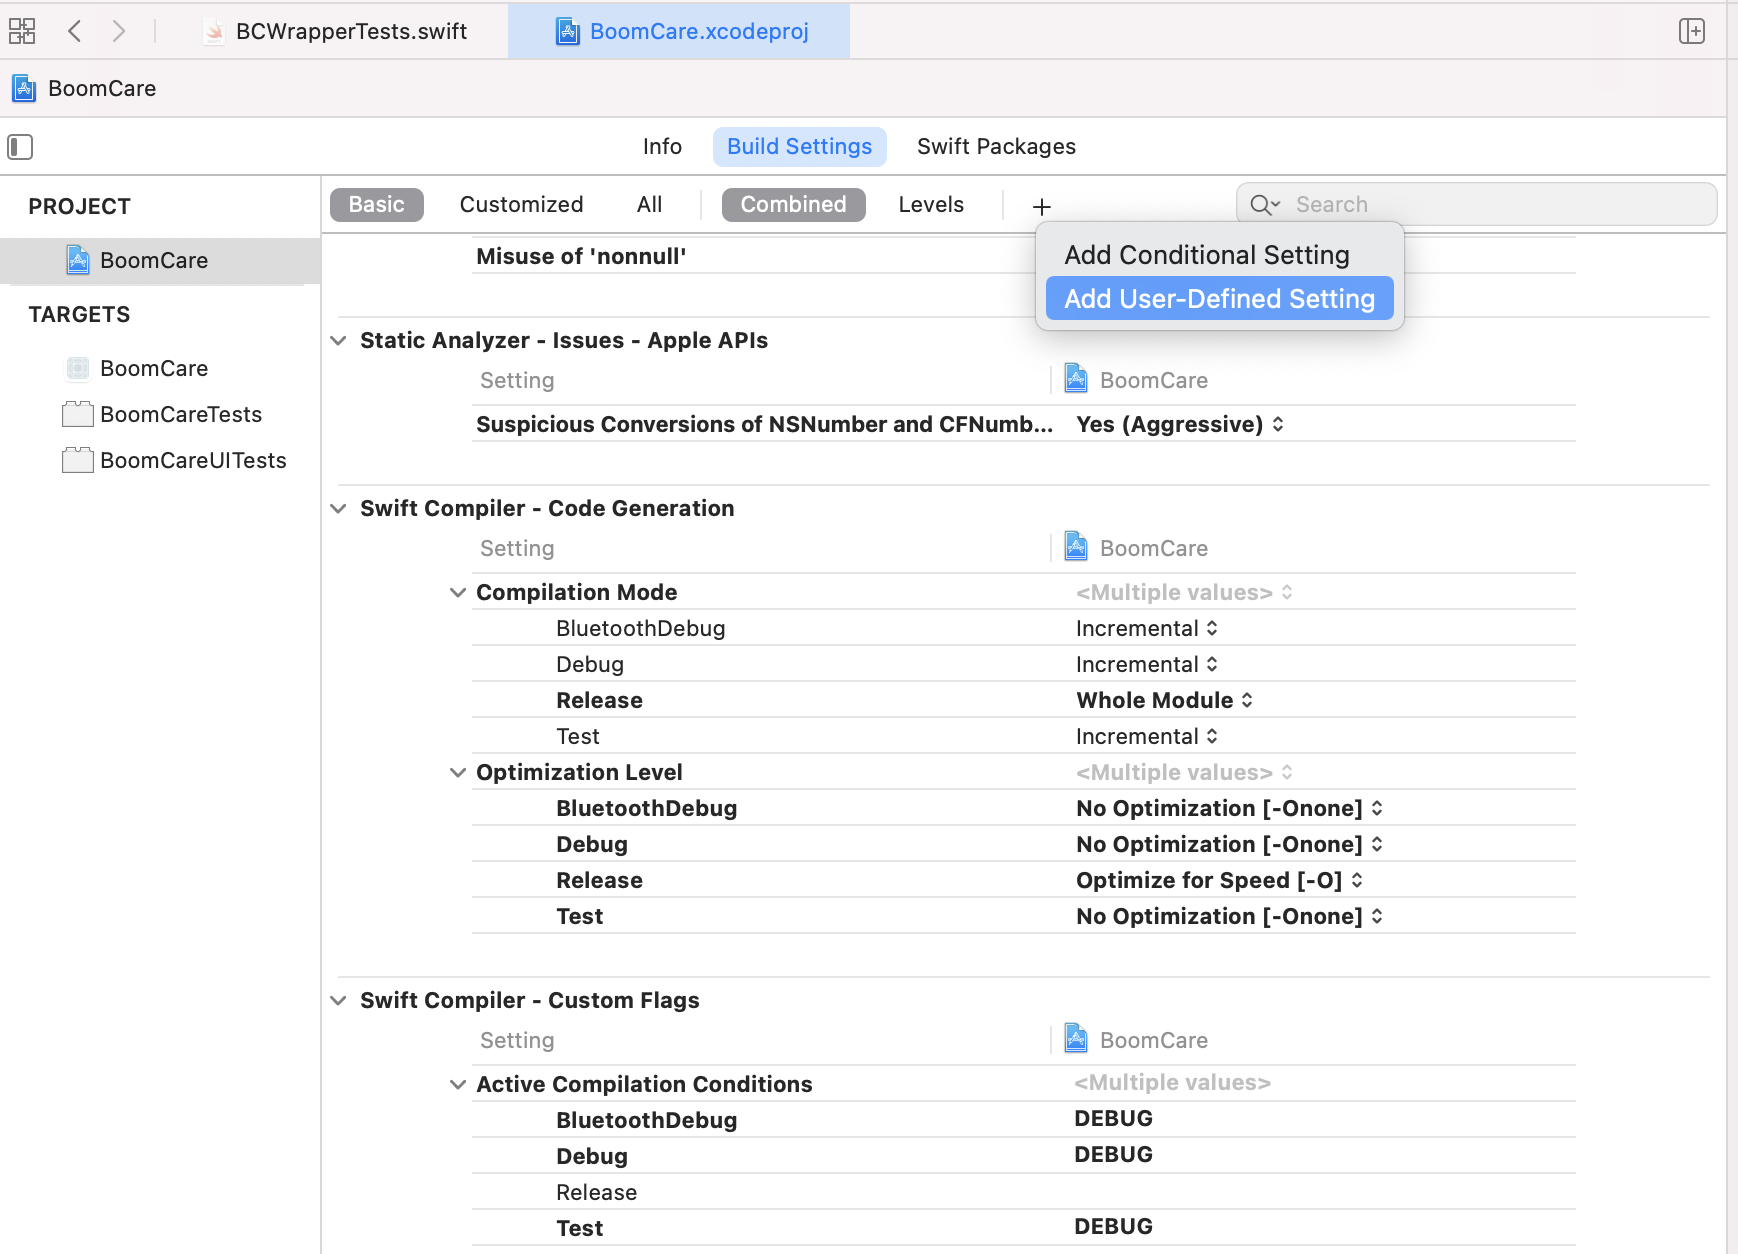 BCWrapperTests.swift BoomCare.xcodeproj
BoomCare
Info Build Settings Swift Packages
PROJECT
BoomCare
TARGETS
BoomCare
BoomCareTests
BoomCareUITests
Basic Customized All Combined Levels + Search
Add Conditional Setting
Add User-Defined Setting
Misuse of 'nonnull'
Static Analyzer - Issues - Apple APIs
Setting BoomCare
Suspicious Conversions of NSNumber and CFNumb... Yes (Aggressive)
Swift Compiler - Code Generation
Setting BoomCare
Compilation Mode <Multiple values>
BluetoothDebug Incremental
Debug Incremental
Release Whole Module
Test Incremental
Optimization Level <Multiple values>
BluetoothDebug No Optimization [-Onone]
Debug No Optimization [-Onone]
Release Optimize for Speed [-O]
Test No Optimization [-Onone]
Swift Compiler - Custom Flags
Setting BoomCare
Active Compilation Conditions <Multiple values>
BluetoothDebug DEBUG
Debug DEBUG
Release
Test DEBUG